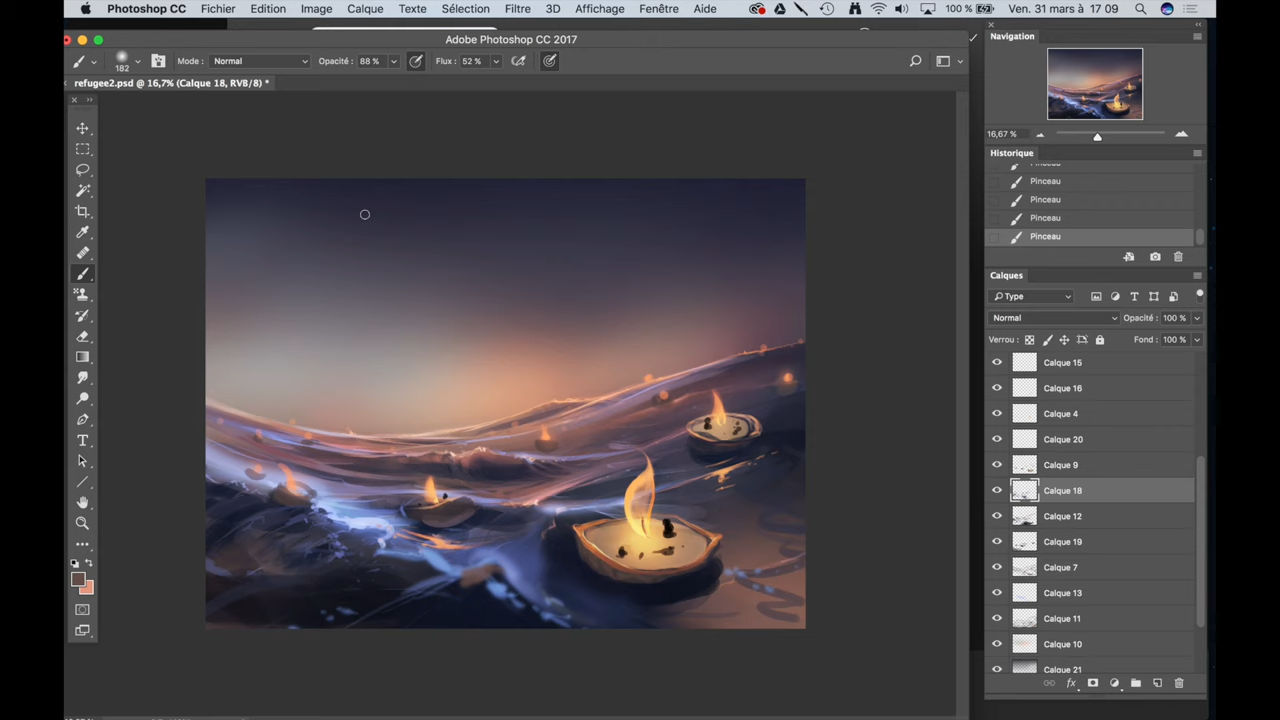 Photoshop CC Fichier Edition Image Calque Texte Sélection Filtre 3D Affichage Fenêtre Aide 100 % Ven. 31 mars à 17 09
Adobe Photoshop CC 2017
182 Mode : Normal Opacité : 88 % Flux : 52 %
refugee2.psd @ 16,7% (Calque 18, RVB/8) *
Navigation
16,67 %
Historique
Pinceau
Pinceau
Pinceau
Pinceau
Pinceau
Calques
Type
Normal Opacité : 100 %
Verrou : Fond : 100 %
Calque 15
Calque 16
Calque 4
Calque 20
Calque 9
Calque 18
Calque 12
Calque 19
Calque 7
Calque 13
Calque 11
Calque 10
Calque 21
fx